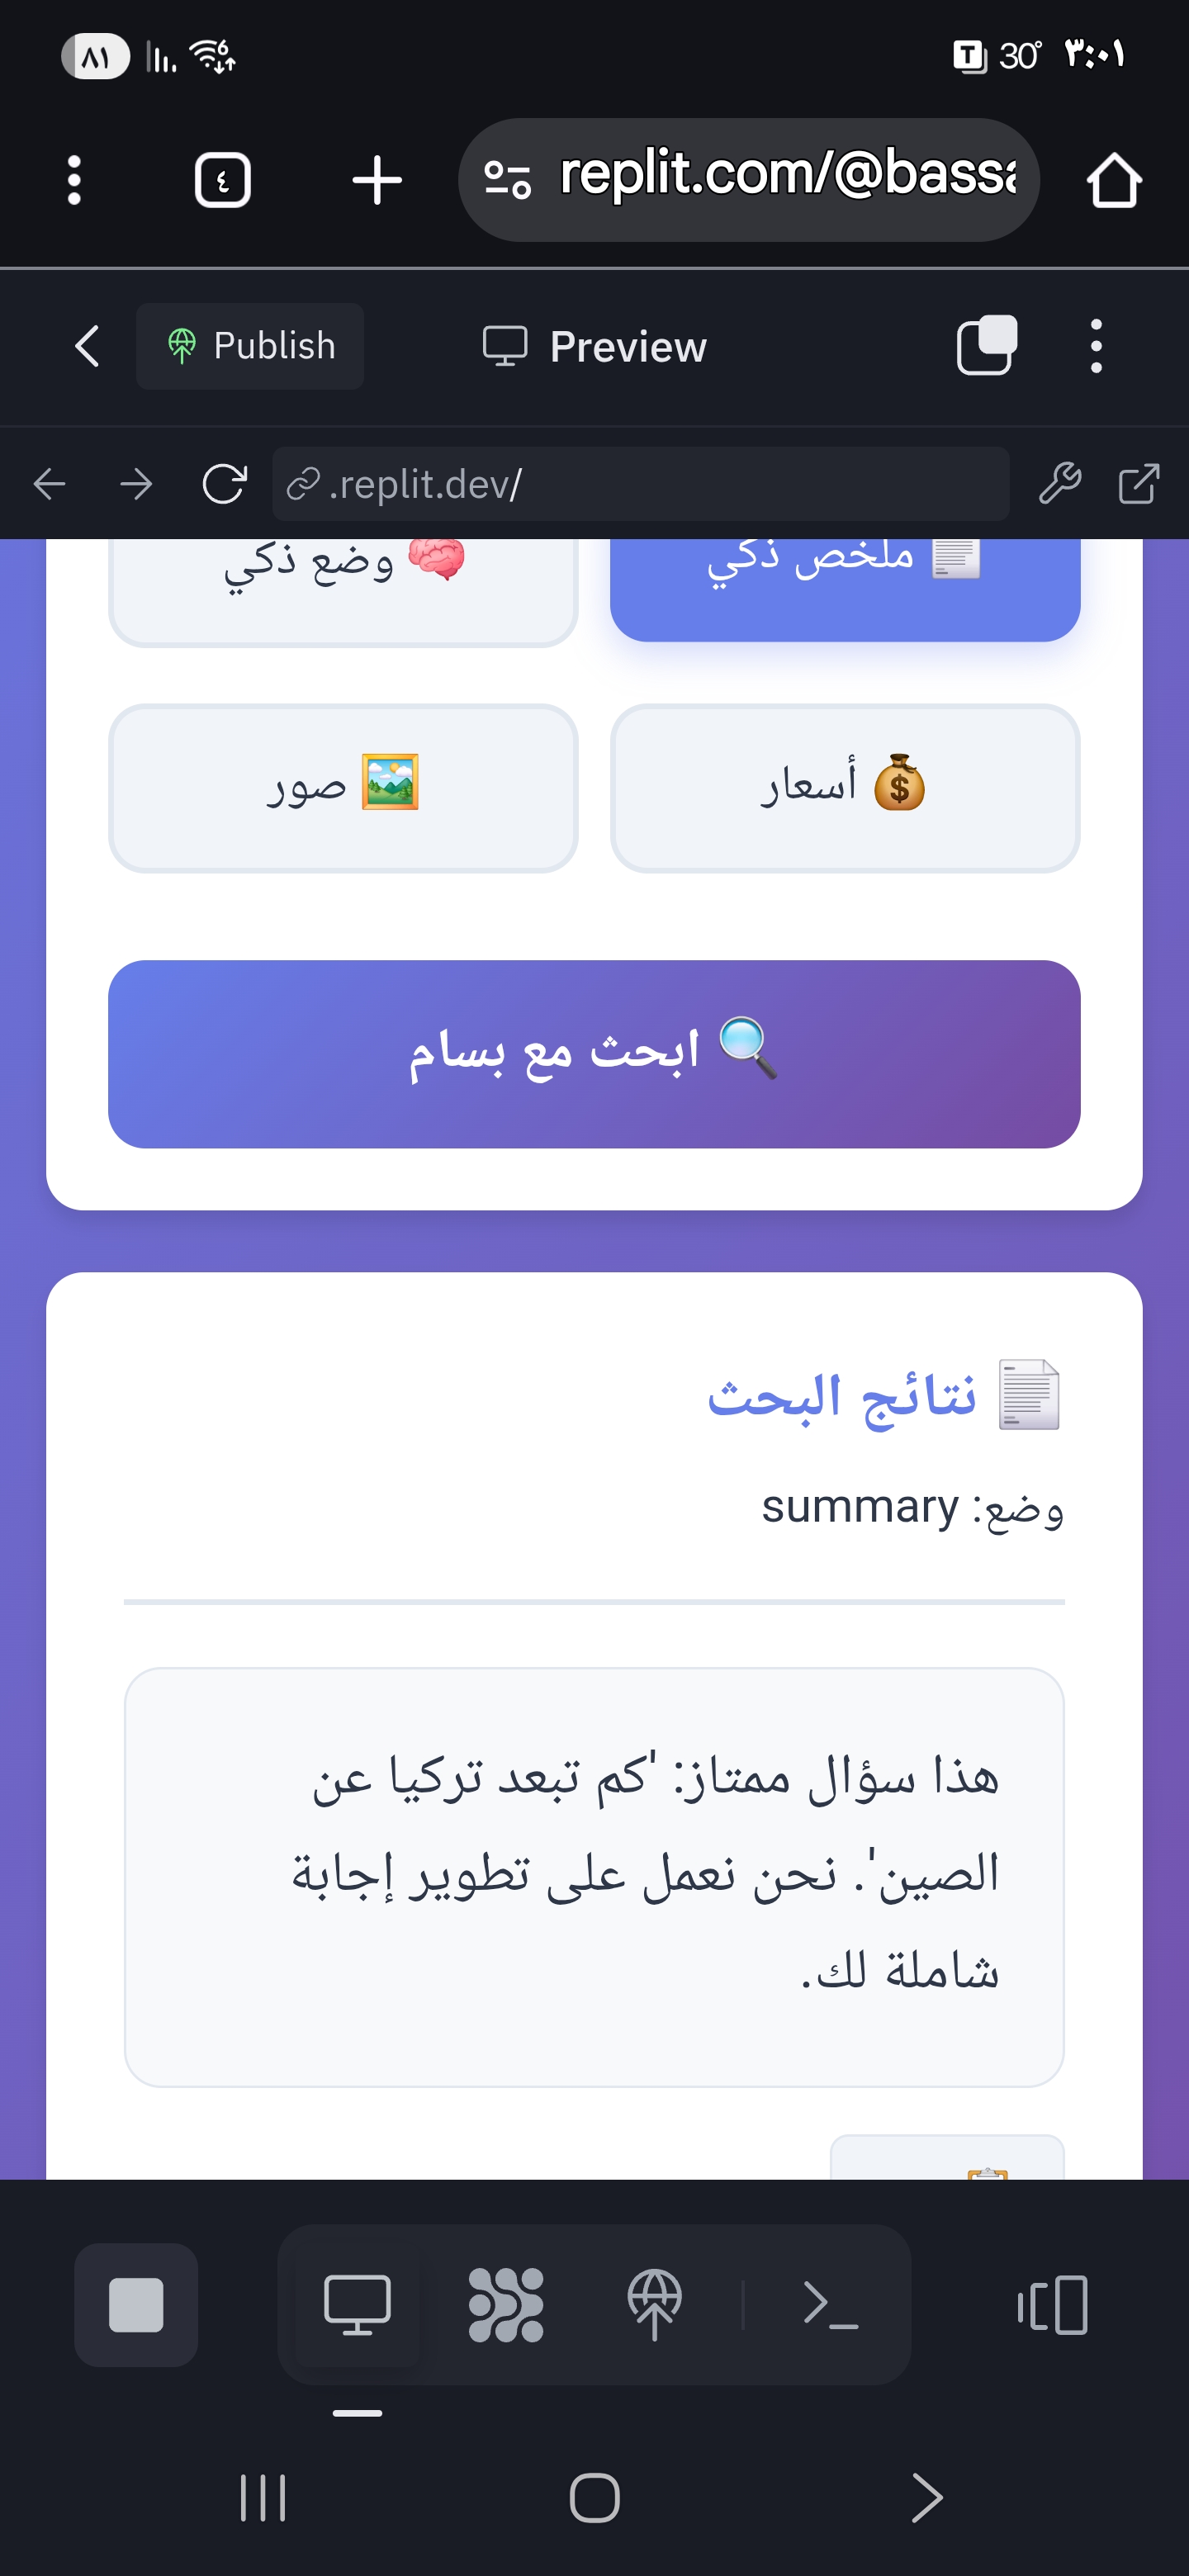 ٨١
6
T
30°
٣:٠١
٤
replit.com/@bassa
Publish
Preview
.replit.dev/
ملخص ذكي
وضع ذكي
أسعار
صور
ابحث مع بسام
نتائج البحث
وضع: summary
هذا سؤال ممتاز: 'كم تبعد تركيا عن
الصين'. نحن نعمل على تطوير إجابة
شاملة لك.